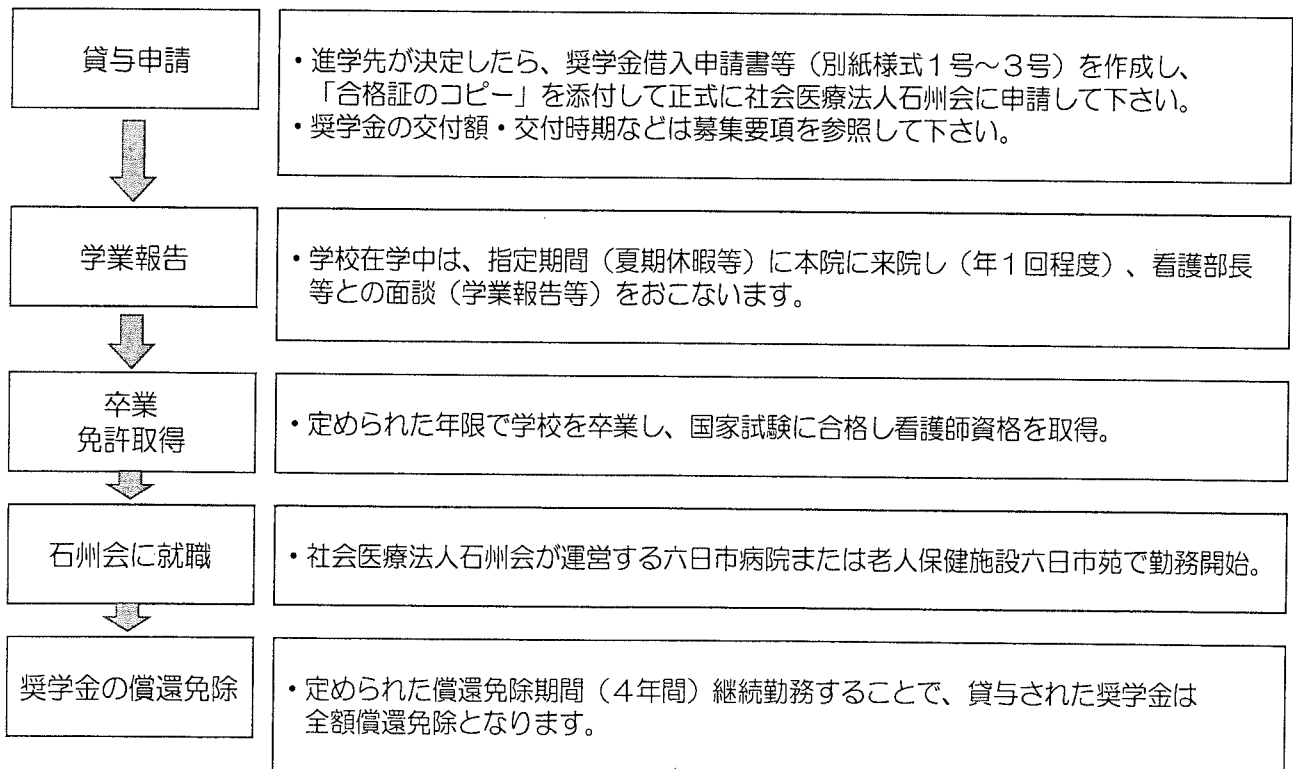 貸与申請
・進学先が決定したら、奨学金借入申請書等（別紙様式１号～３号）を作成し、
「合格証のコピー」を添付して正式に社会医療法人石州会に申請して下さい。
・奨学金の交付額・交付時期などは募集要項を参照して下さい。
学業報告
・学校在学中は、指定期間（夏期休暇等）に本院に来院し（年１回程度）、看護部長
等との面談（学業報告等）をおこないます。
卒業
免許取得
・定められた年限で学校を卒業し、国家試験に合格し看護師資格を取得。
石州会に就職
・社会医療法人石州会が運営する六日市病院または老人保健施設六日市苑で勤務開始。
奨学金の償還免除
・定められた償還免除期間（４年間）継続勤務することで、貸与された奨学金は
全額償還免除となります。